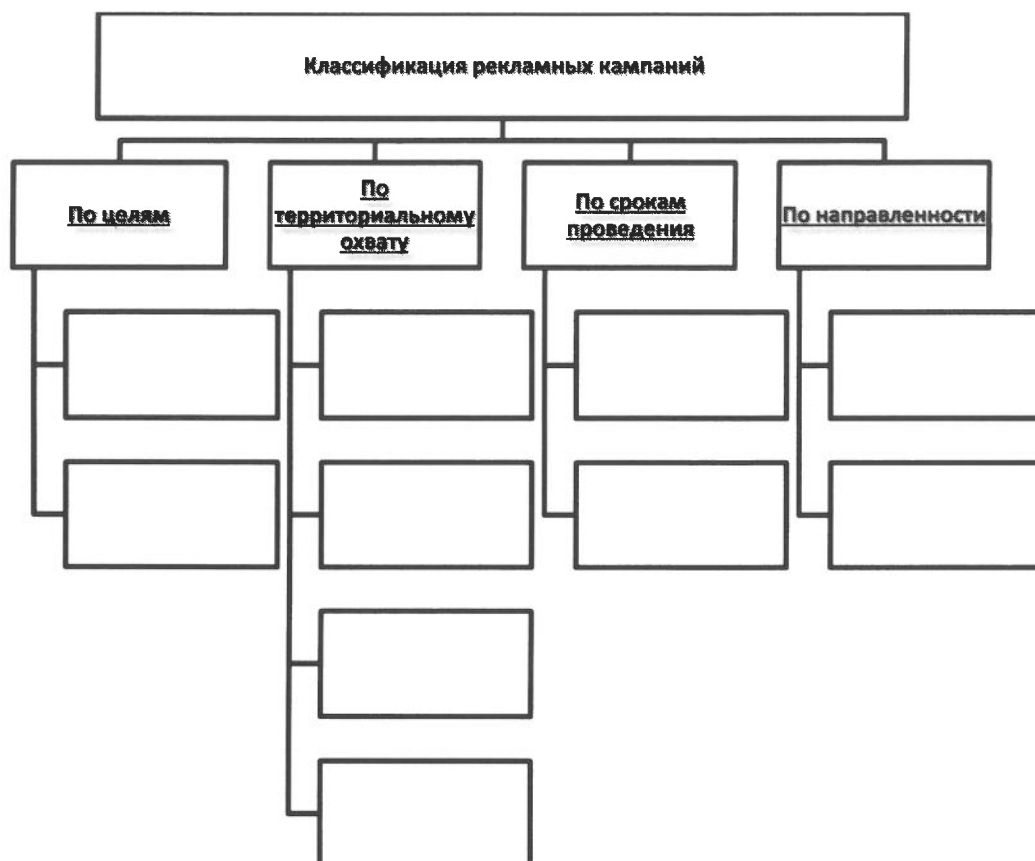 Классификация рекламных кампаний
По целям
По
территориальному
охвату
По срокам
проведения
По направленности